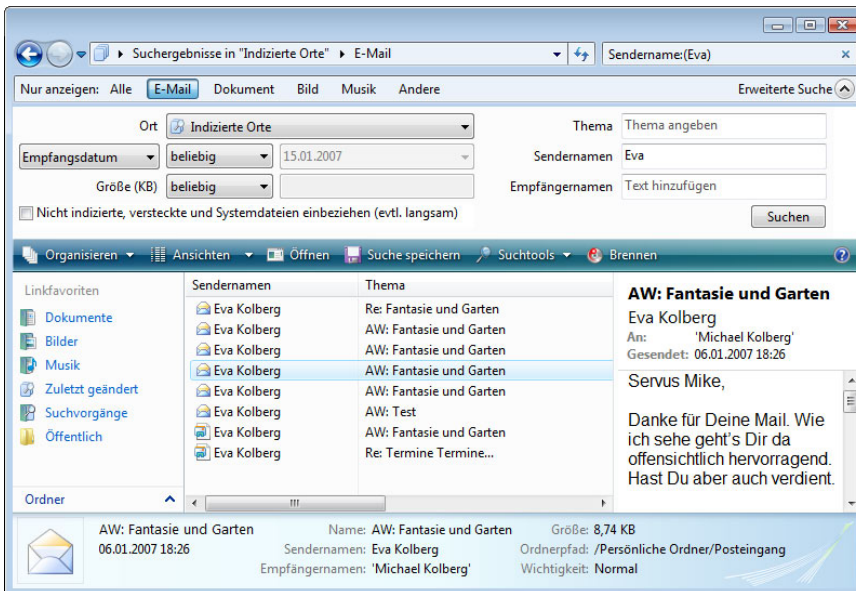 Suchergebnisse in "Indizierte Orte" E-Mail
Sendername:(Eva)
Nur anzeigen: Alle E-Mail Dokument Bild Musik Andere Erweiterte Suche
Ort Indizierte Orte Thema Thema angeben
Empfangsdatum beliebig 15.01.2007 Sendernamen Eva
Größe (KB) beliebig Empfängernamen Text hinzufügen
Nicht indizierte, versteckte und Systemdateien einbeziehen (evtl. langsam) Suchen
Organisieren Ansichten Öffnen Suche speichern Suchtools Brennen
Linkfavoriten
Dokumente
Bilder
Musik
Zuletzt geändert
Suchvorgänge
Öffentlich
Ordner
Sendernamen Thema
Eva Kolberg Re: Fantasie und Garten
Eva Kolberg AW: Fantasie und Garten
Eva Kolberg AW: Fantasie und Garten
Eva Kolberg AW: Fantasie und Garten
Eva Kolberg AW: Fantasie und Garten
Eva Kolberg AW: Test
Eva Kolberg AW: Fantasie und Garten
Eva Kolberg Re: Termine Termine...
AW: Fantasie und Garten
Eva Kolberg
An: 'Michael Kolberg'
Gesendet: 06.01.2007 18:26
Servus Mike,
Danke für Deine Mail. Wie
ich sehe geht's Dir da
offensichtlich hervorragend.
Hast Du aber auch verdient.
AW: Fantasie und Garten Name: AW: Fantasie und Garten Größe: 8,74 KB
06.01.2007 18:26 Sendernamen: Eva Kolberg Ordnerpfad: /Persönliche Ordner/Posteingang
Empfängernamen: 'Michael Kolberg' Wichtigkeit: Normal